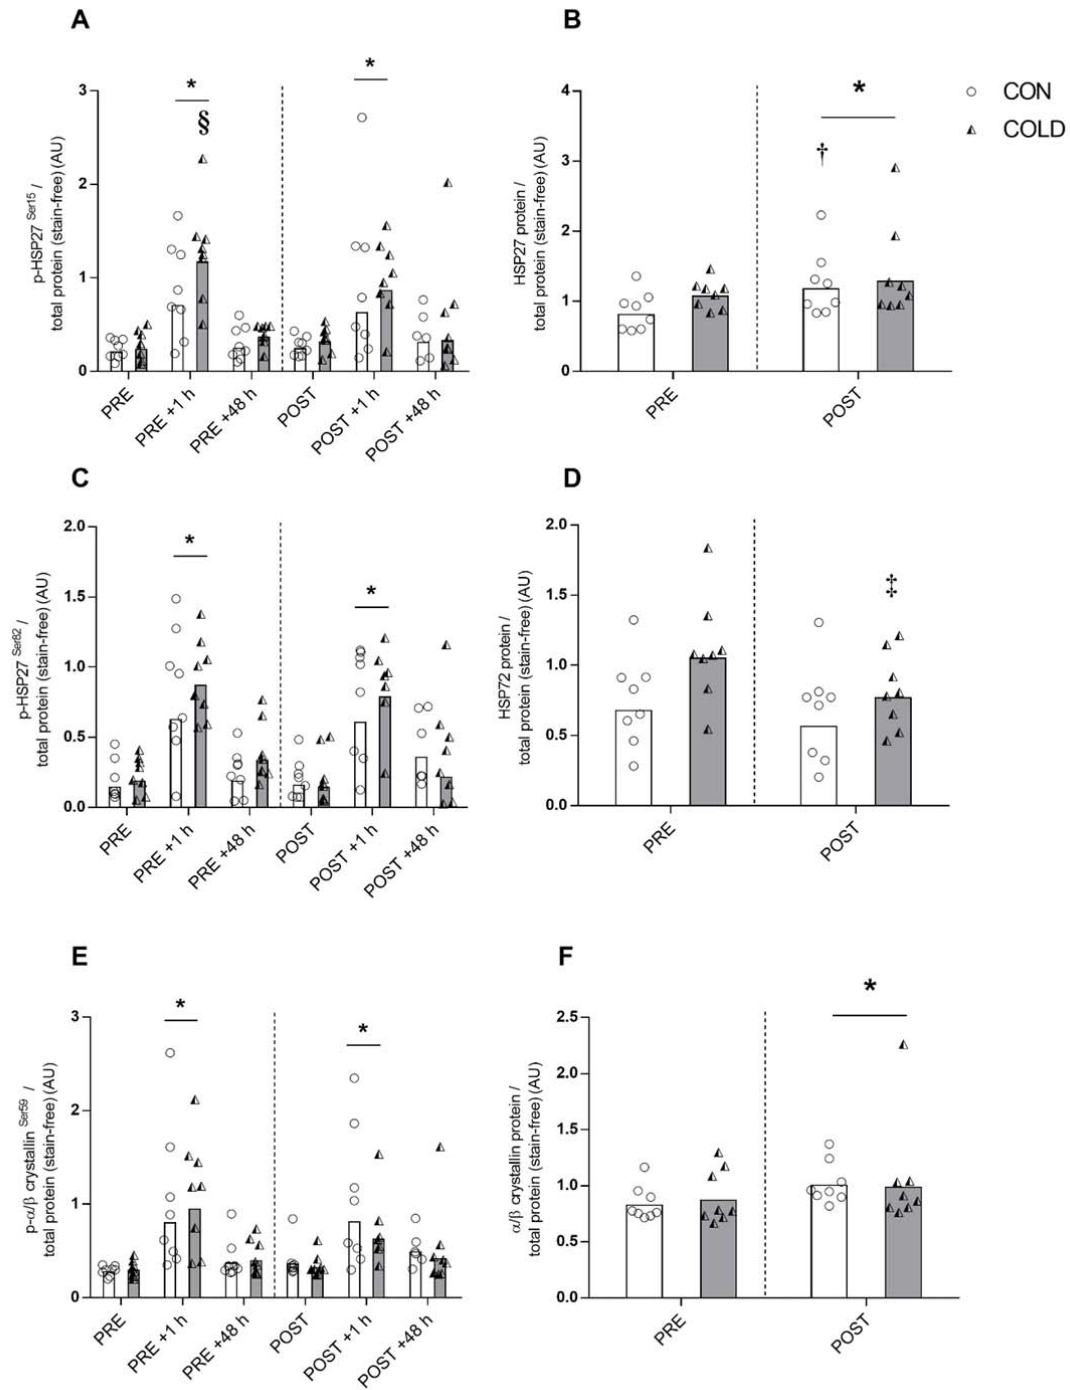 A
p-HSP27 Ser15 /
total protein (stain-free) (AU)
3
2
1
0
*
§
*
PRE
PRE +1 h
PRE +48 h
POST
POST +1 h
POST +48 h
B
HSP27 protein /
total protein (stain-free) (AU)
4
3
2
1
0
†
*
PRE
POST
CON
COLD
C
p-HSP27 Ser82 /
total protein (stain-free) (AU)
2.0
1.5
1.0
0.5
0.0
*
*
PRE
PRE +1 h
PRE +48 h
POST
POST +1 h
POST +48 h
D
HSP72 protein /
total protein (stain-free) (AU)
2.0
1.5
1.0
0.5
0.0
‡
PRE
POST
E
p-α/β crystallin Ser59 /
total protein (stain-free) (AU)
3
2
1
0
*
*
PRE
PRE +1 h
PRE +48 h
POST
POST +1 h
POST +48 h
F
α/β crystallin protein /
total protein (stain-free) (AU)
2.5
2.0
1.5
1.0
0.5
0.0
*
PRE
POST